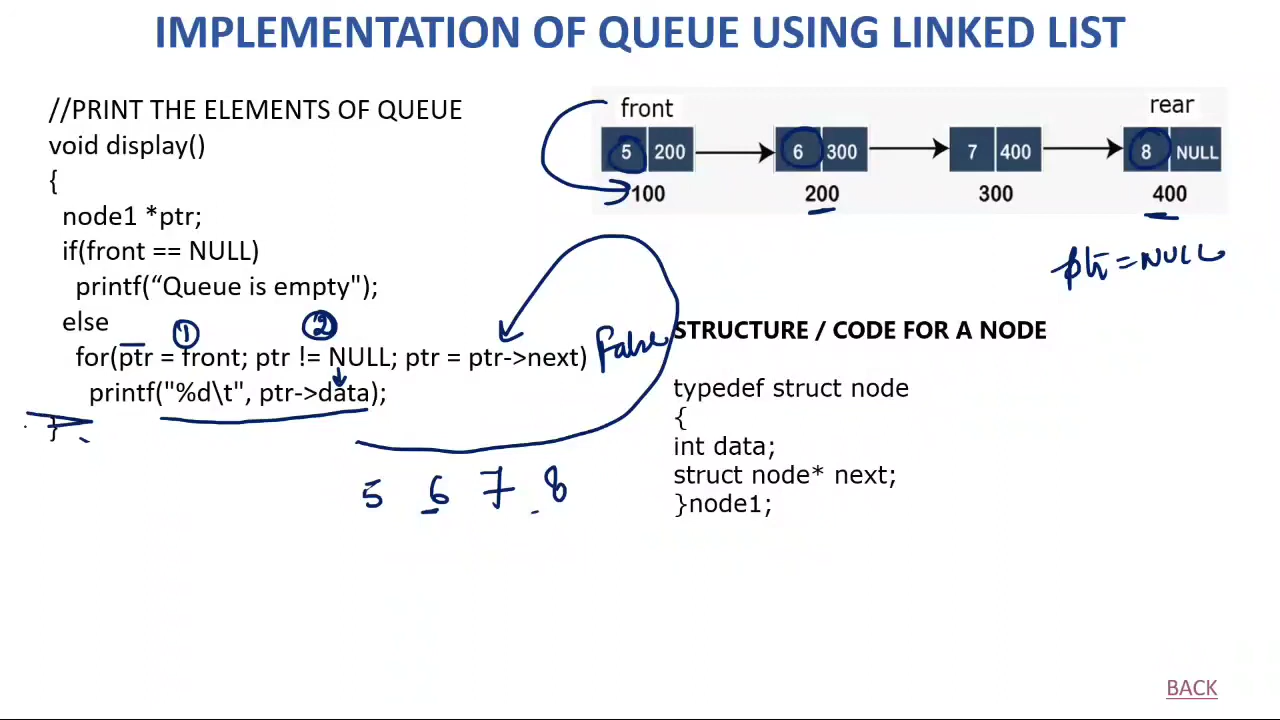 IMPLEMENTATION OF QUEUE USING LINKED LIST
//PRINT THE ELEMENTS OF QUEUE
void display()
{
node1 *ptr;
if(front == NULL)
printf(“Queue is empty");
else
① ②
for(ptr = front; ptr != NULL; ptr = ptr->next) False
printf("%d\t", ptr->data);
}
5 6 7 8
front rear
5 200 6 300 7 400 8 NULL
100 200 300 400
ptr = NULL
STRUCTURE / CODE FOR A NODE
typedef struct node
{
int data;
struct node* next;
}node1;
BACK